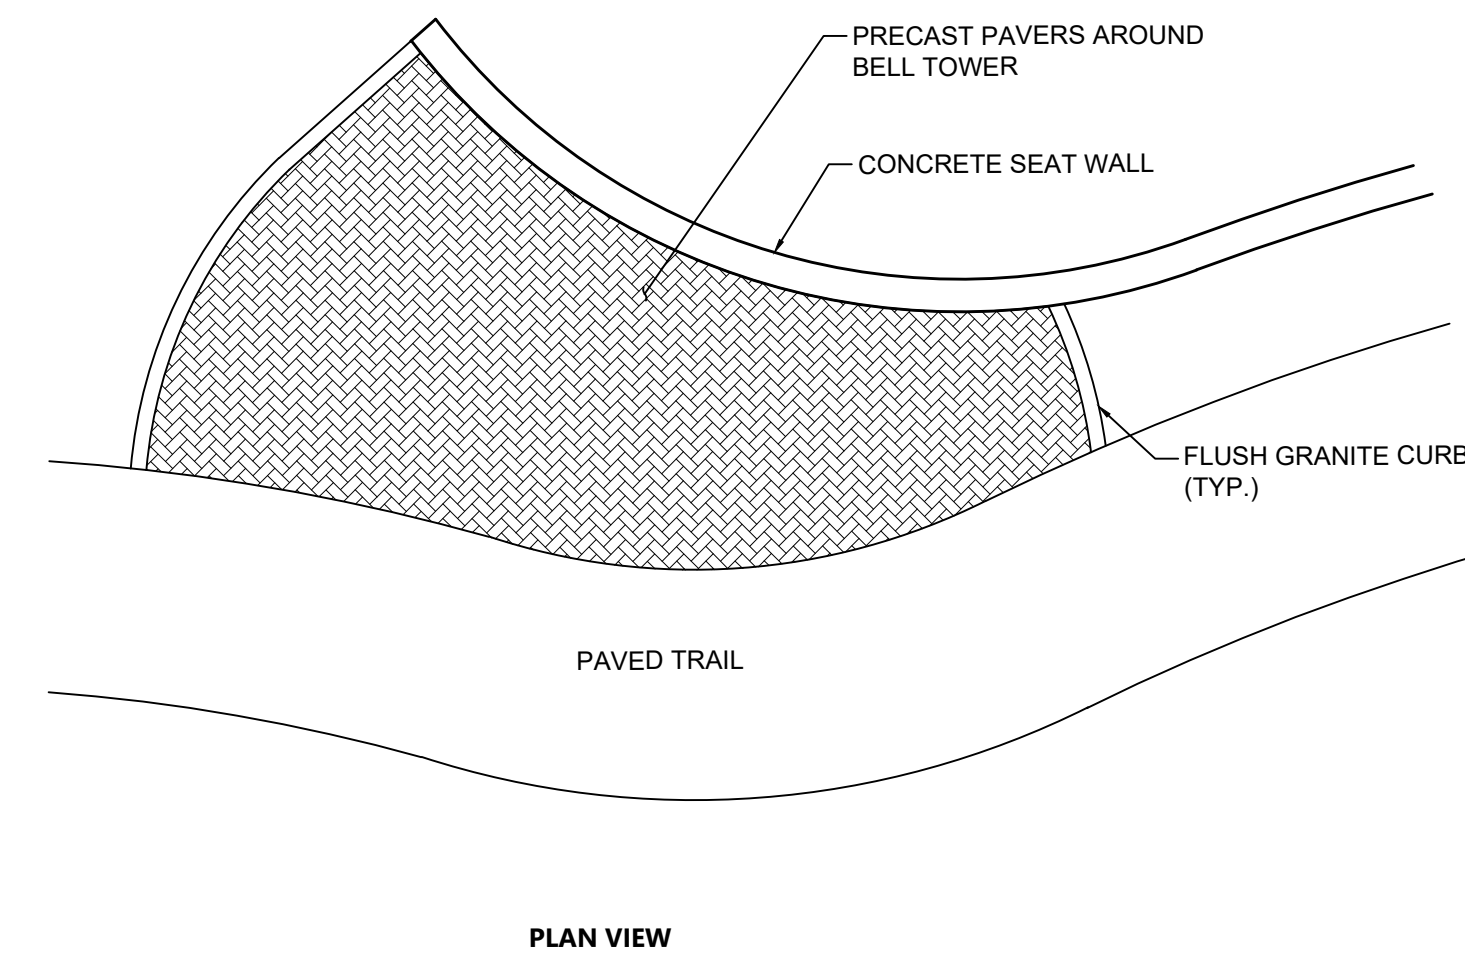 PRECAST PAVERS AROUND
BELL TOWER
CONCRETE SEAT WALL
FLUSH GRANITE CURB
(TYP.)
PAVED TRAIL
PLAN VIEW